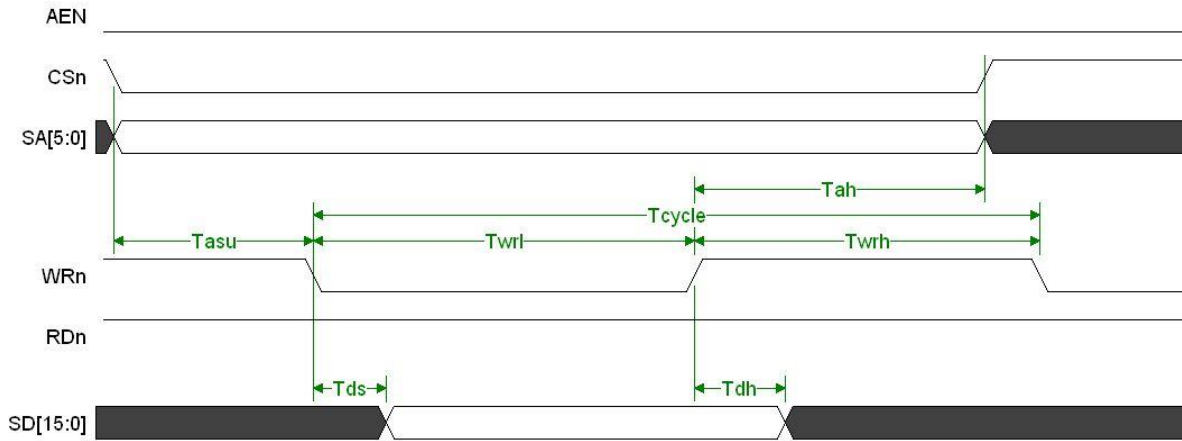 AEN
CSn
SA[5:0]
Tah
Tcycle
Tasu Twrl Twrh
WRn
RDn
Tds Tdh
SD[15:0]